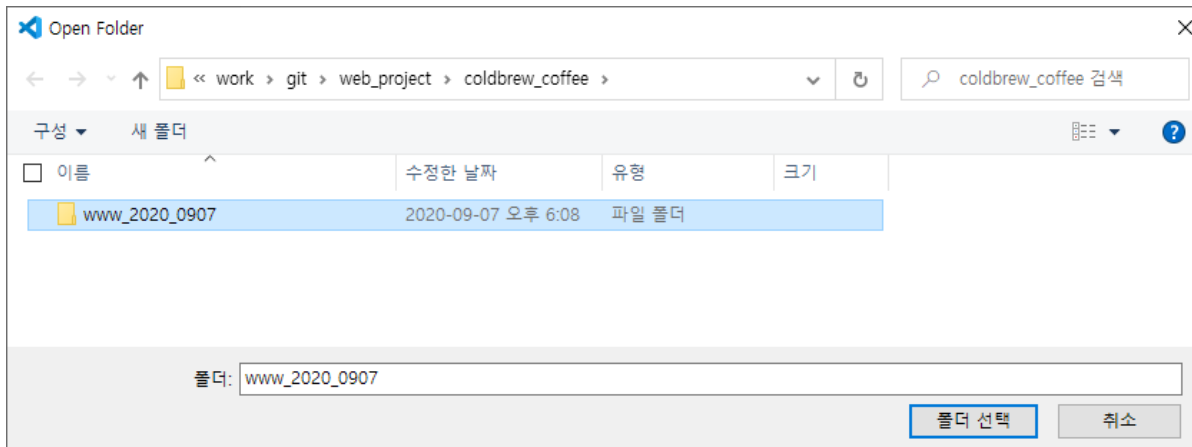 Open Folder
« work › git › web_project › coldbrew_coffee ›
coldbrew_coffee 검색
구성 새 폴더
?
이름 수정한 날짜 유형 크기
www_2020_0907 2020-09-07 오후 6:08 파일 폴더
폴더: www_2020_0907
폴더 선택 취소